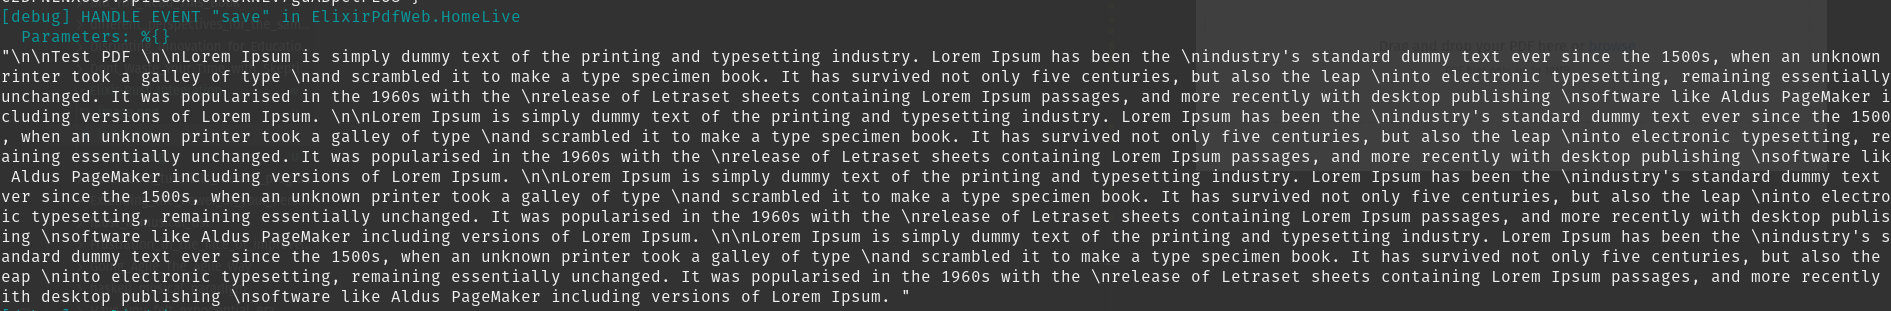 [debug] HANDLE EVENT "save" in ElixirPdfWeb.HomeLive
Parameters: %{}
"\n\nTest PDF \n\nLorem Ipsum is simply dummy text of the printing and typesetting industry. Lorem Ipsum has been the \nindustry's standard dummy text ever since the 1500s, when an unknown
rinter took a galley of type \nand scrambled it to make a type specimen book. It has survived not only five centuries, but also the leap \ninto electronic typesetting, remaining essentially
unchanged. It was popularised in the 1960s with the \nrelease of Letraset sheets containing Lorem Ipsum passages, and more recently with desktop publishing \nsoftware like Aldus PageMaker i
cluding versions of Lorem Ipsum. \n\nLorem Ipsum is simply dummy text of the printing and typesetting industry. Lorem Ipsum has been the \nindustry's standard dummy text ever since the 1500
, when an unknown printer took a galley of type \nand scrambled it to make a type specimen book. It has survived not only five centuries, but also the leap \ninto electronic typesetting, re
aining essentially unchanged. It was popularised in the 1960s with the \nrelease of Letraset sheets containing Lorem Ipsum passages, and more recently with desktop publishing \nsoftware lik
Aldus PageMaker including versions of Lorem Ipsum. \n\nLorem Ipsum is simply dummy text of the printing and typesetting industry. Lorem Ipsum has been the \nindustry's standard dummy text
ver since the 1500s, when an unknown printer took a galley of type \nand scrambled it to make a type specimen book. It has survived not only five centuries, but also the leap \ninto electro
ic typesetting, remaining essentially unchanged. It was popularised in the 1960s with the \nrelease of Letraset sheets containing Lorem Ipsum passages, and more recently with desktop publis
ing \nsoftware like Aldus PageMaker including versions of Lorem Ipsum. \n\nLorem Ipsum is simply dummy text of the printing and typesetting industry. Lorem Ipsum has been the \nindustry's s
andard dummy text ever since the 1500s, when an unknown printer took a galley of type \nand scrambled it to make a type specimen book. It has survived not only five centuries, but also the
eap \ninto electronic typesetting, remaining essentially unchanged. It was popularised in the 1960s with the \nrelease of Letraset sheets containing Lorem Ipsum passages, and more recently
ith desktop publishing \nsoftware like Aldus PageMaker including versions of Lorem Ipsum. "